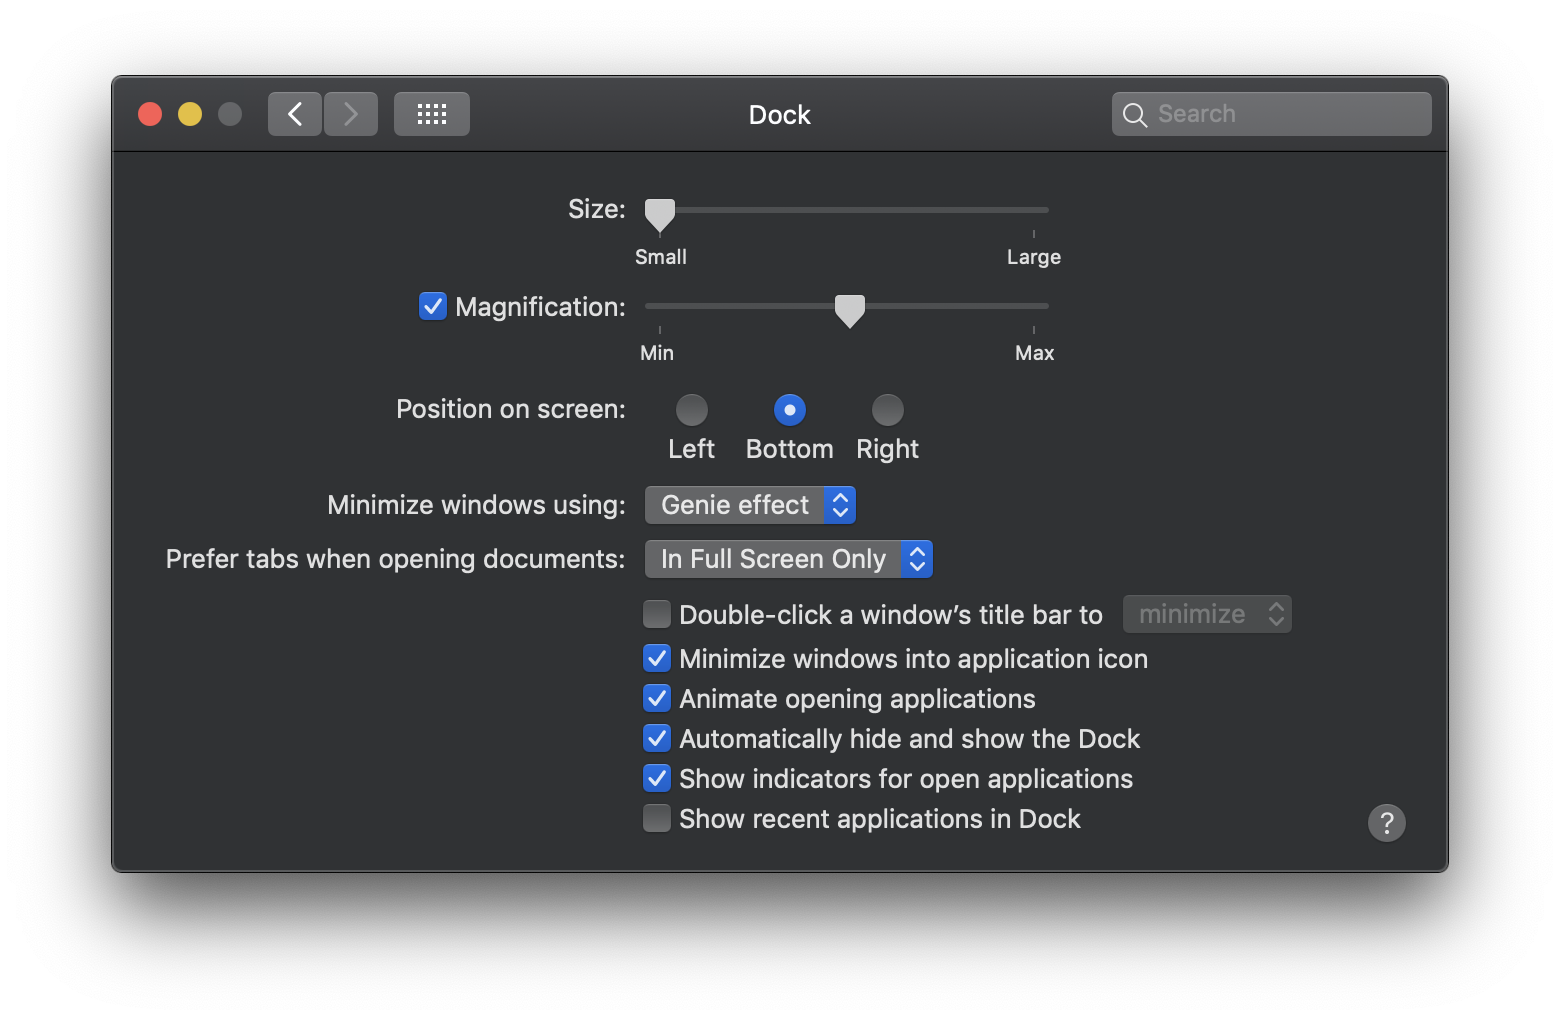 Dock
Search
Size:
Small Large
Magnification:
Min Max
Position on screen:
Left Bottom Right
Minimize windows using: Genie effect
Prefer tabs when opening documents: In Full Screen Only
Double-click a window’s title bar to minimize
Minimize windows into application icon
Animate opening applications
Automatically hide and show the Dock
Show indicators for open applications
Show recent applications in Dock
?